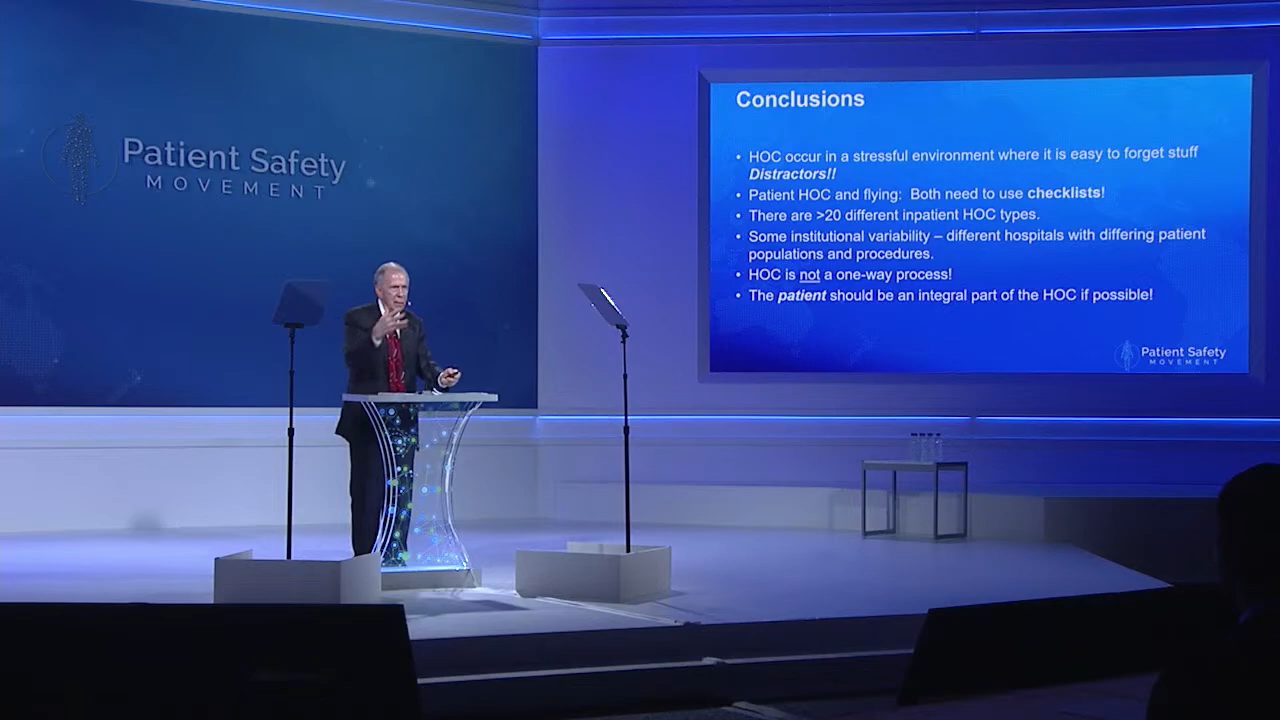 Patient Safety
MOVEMENT
Conclusions
• HOC occur in a stressful environment where it is easy to forget stuff
Distractors!!
• Patient HOC and flying: Both need to use checklists!
• There are >20 different inpatient HOC types.
• Some institutional variability – different hospitals with differing patient
populations and procedures.
• HOC is not a one-way process!
• The patient should be an integral part of the HOC if possible!
Patient Safety
MOVEMENT